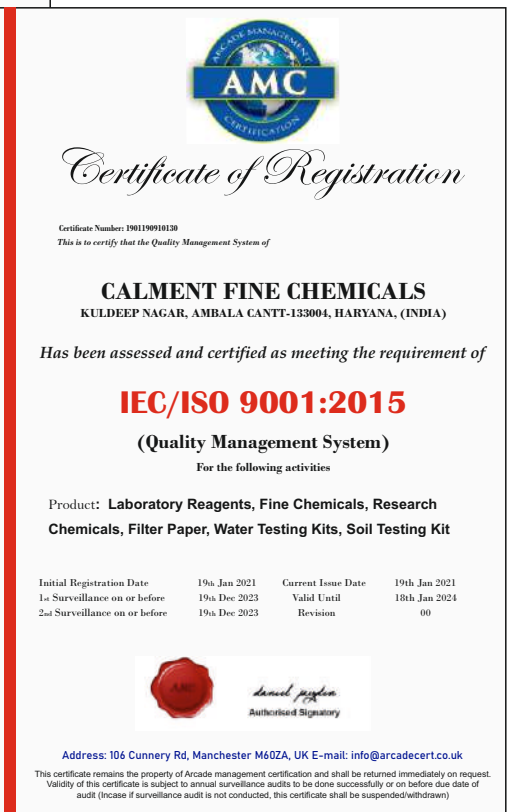 ARCADE MANAGEMENT
AMC
CERTIFICATION
Certificate of Registration
Certificate Number: 1901190910130
This is to certify that the Quality Management System of
CALMENT FINE CHEMICALS
KULDEEP NAGAR, AMBALA CANTT-133004, HARYANA, (INDIA)
Has been assessed and certified as meeting the requirement of
IEC/ISO 9001:2015
(Quality Management System)
For the following activities
Product: Laboratory Reagents, Fine Chemicals, Research
Chemicals, Filter Paper, Water Testing Kits, Soil Testing Kit
Initial Registration Date 19th Jan 2021 Current Issue Date 19th Jan 2021
1st Surveillance on or before 19th Dec 2023 Valid Until 18th Jan 2024
2nd Surveillance on or before 19th Dec 2023 Revision 00
AMC
daniel
Authorised Signatory
Address: 106 Cunnery Rd, Manchester M60ZA, UK E-mail: info@arcadecert.co.uk
This certificate remains the property of Arcade management certification and shall be returned immediately on request.
Validity of this certificate is subject to annual surveillance audits to be done successfully or on before due date of
audit (Incase if surveillance audit is not conducted, this certificate shall be suspended/withdrawn)